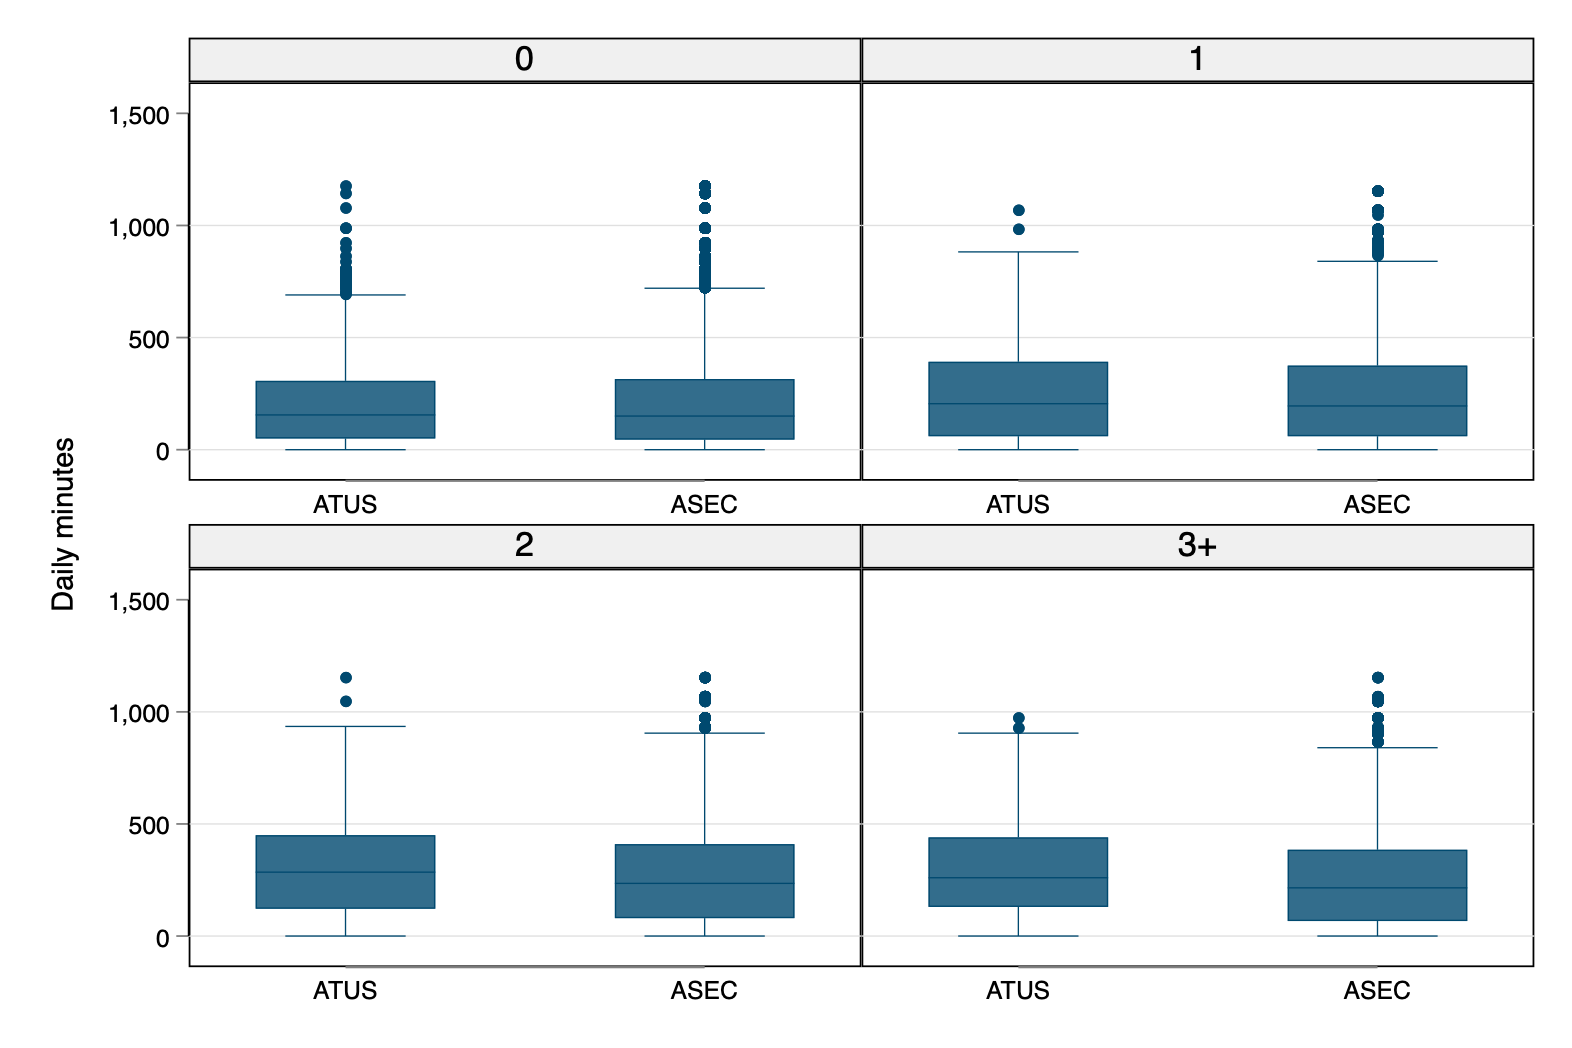 0
1
1,500
1,000
500
0
ATUS
ASEC
ATUS
ASEC
Daily minutes
2
3+
1,500
1,000
500
0
ATUS
ASEC
ATUS
ASEC